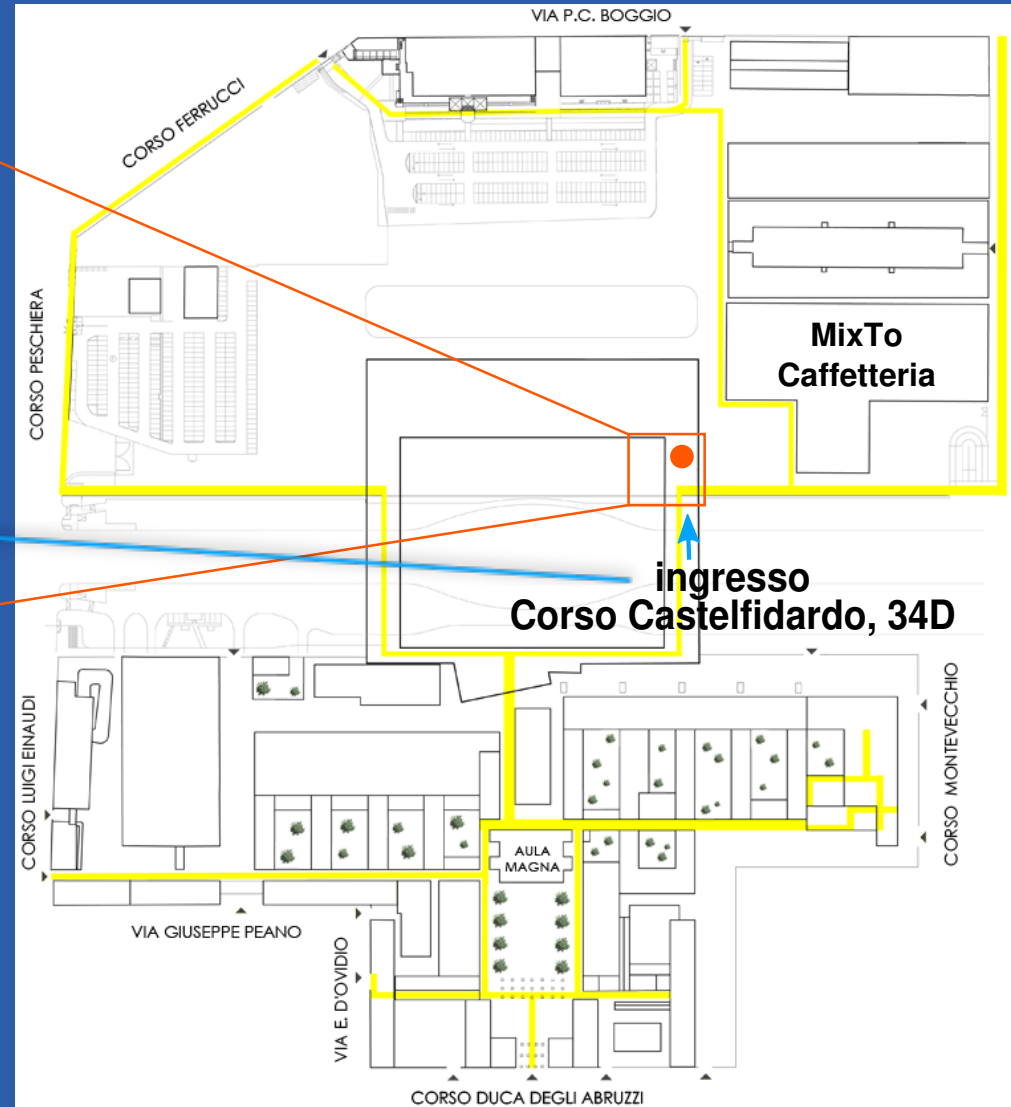 VIA P.C. BOGGIO
CORSO FERRUCCI
CORSO PESCHIERA
MixTo
Caffetteria
ingresso
Corso Castelfidardo, 34D
CORSO LUIGI EINAUDI
CORSO MONTEVECCHIO
AULA
MAGNA
VIA GIUSEPPE PEANO
VIA E. D'OVIDIO
CORSO DUCA DEGLI ABRUZZI